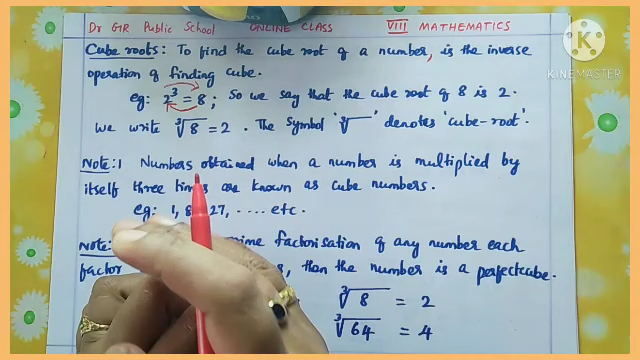 Dr GIR Public School ONLINE CLASS VIII MATHEMATICS
Cube roots: To find the cube root of a number, is the inverse
operation of finding cube.
eg: 2³ = 8 ; So we say that the cube root of 8 is 2.
We write ∛8 = 2 . The Symbol '∛' denotes 'cube-root'.
Note: 1 Numbers obtained when a number is multiplied by
itself three times are known as cube numbers.
eg: 1, 8 27, ..... etc.
Note: factorisation of any number each
factor , then the number is a perfectcube.
∛8 = 2
∛64 = 4
K
KINEMASTER